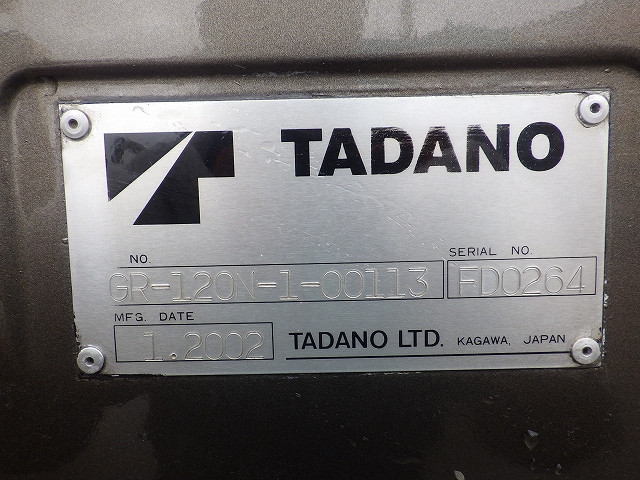 TADANO
NO.
GR-120N-1-00113
SERIAL NO.
FD0264
MFG. DATE
1.2002
TADANO LTD. KAGAWA, JAPAN